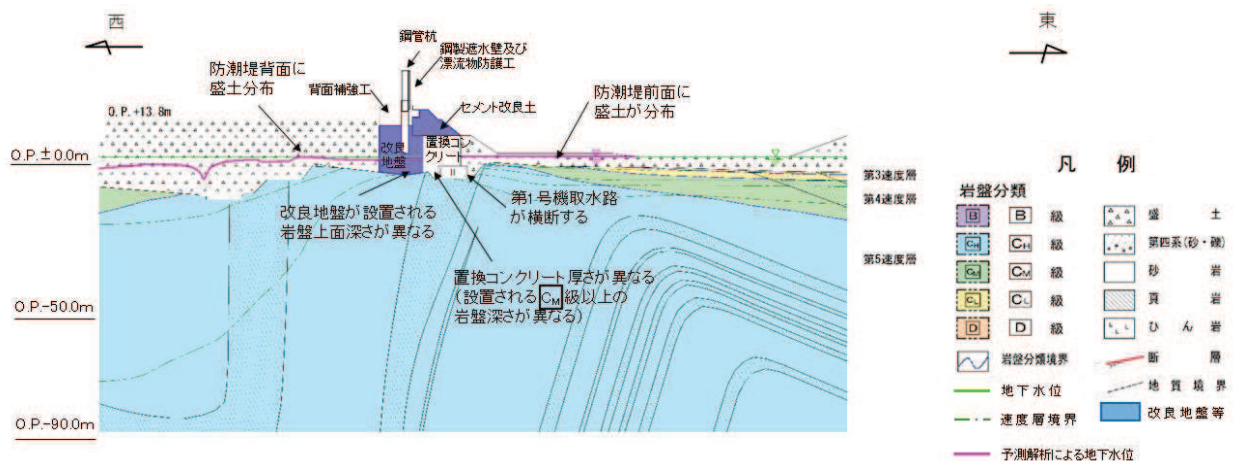 西
東
鋼管杭
鋼製遮水壁及び
漂流物防護工
防潮堤背面に
盛土分布
背面補強工
防潮堤前面に
盛土が分布
セメント改良土
O.P.+13.8m
O.P.±0.0m
改良
地盤
置換コン
クリート
第1号機取水路
が横断する
改良地盤が設置される
岩盤上面深さが異なる
置換コンクリート厚さが異なる
(設置されるCM級以上の
岩盤深さが異なる)
O.P.-50.0m
O.P.-90.0m
第3速度層
第4速度層
第5速度層
凡 例
岩盤分類
B B 級
CH CH 級
CM CM 級
CL CL 級
D D 級
岩盤分類境界
地下水位
速度層境界
予測解析による地下水位
盛 土
第四系(砂・礫)
砂 岩
頁 岩
ひん岩
断 層
地質境界
改良地盤等